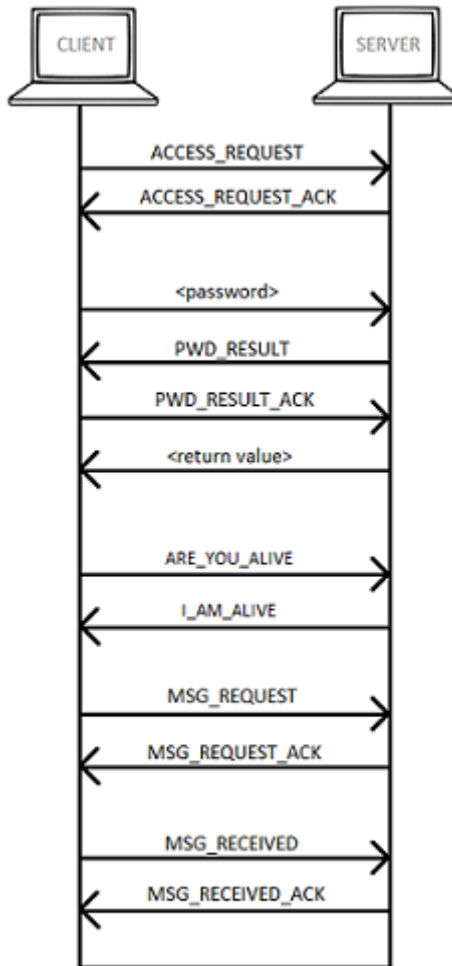 CLIENT
SERVER
ACCESS_REQUEST
ACCESS_REQUEST_ACK
<password>
PWD_RESULT
PWD_RESULT_ACK
<return value>
ARE_YOU_ALIVE
I_AM_ALIVE
MSG_REQUEST
MSG_REQUEST_ACK
MSG_RECEIVED
MSG_RECEIVED_ACK